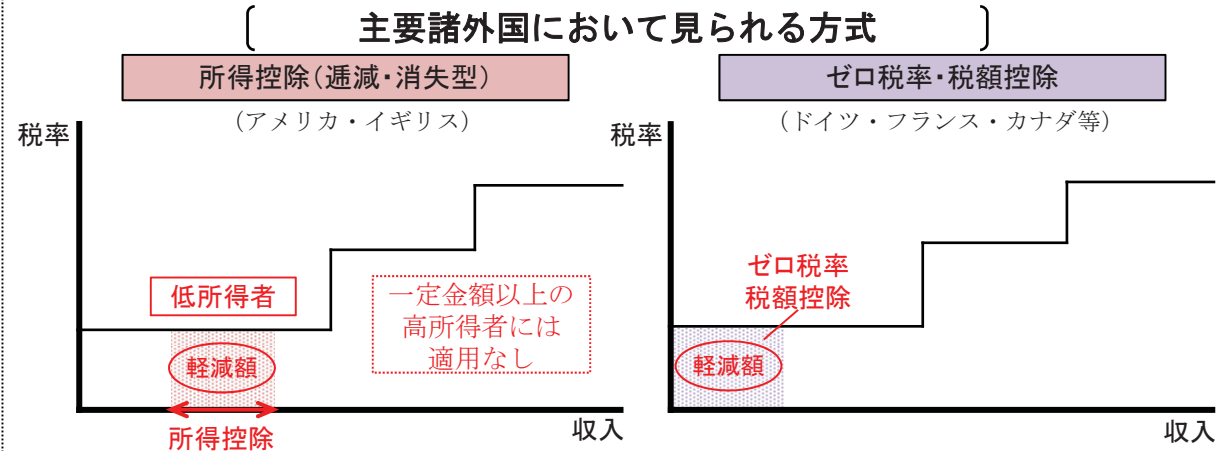 主要諸外国において見られる方式
所得控除(逓減・消失型)
(アメリカ・イギリス)
税率
低所得者
一定金額以上の
高所得者には
適用なし
軽減額
所得控除
収入
ゼロ税率・税額控除
(ドイツ・フランス・カナダ等)
税率
ゼロ税率
税額控除
軽減額
収入